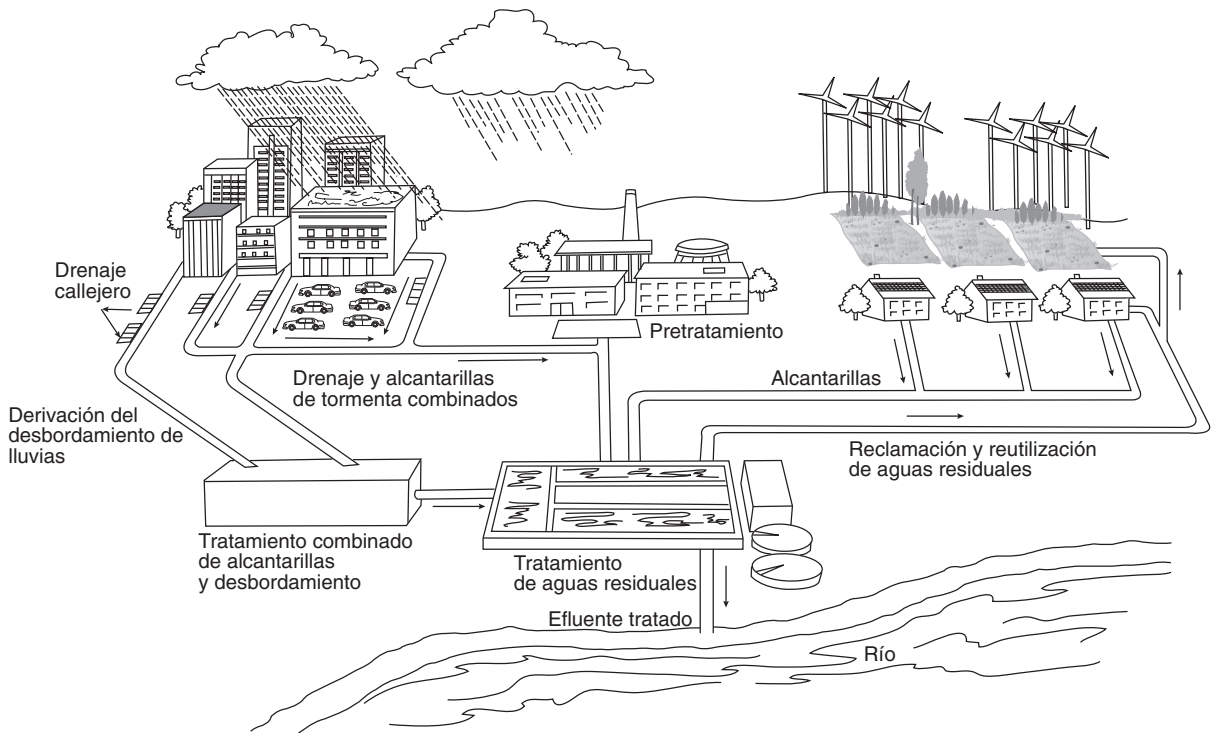 Drenaje
callejero
Pretratamiento
Drenaje y alcantarillas
de tormenta combinados
Alcantarillas
Derivación del
desbordamiento de
lluvias
Reclamación y reutilización
de aguas residuales
Tratamiento combinado
de alcantarillas
y desbordamiento
Tratamiento
de aguas residuales
Efluente tratado
Río